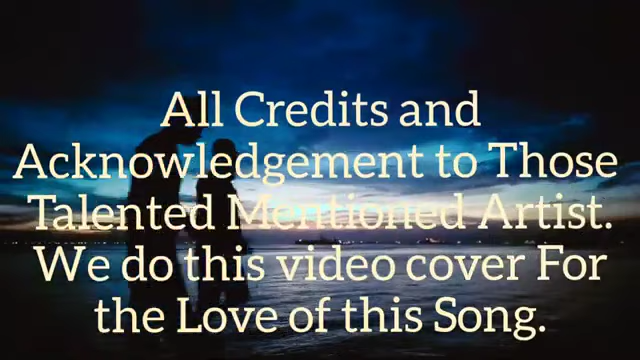 All Credits and
Acknowledgement to Those
Talented Mentioned Artist.
We do this video cover For
the Love of this Song.